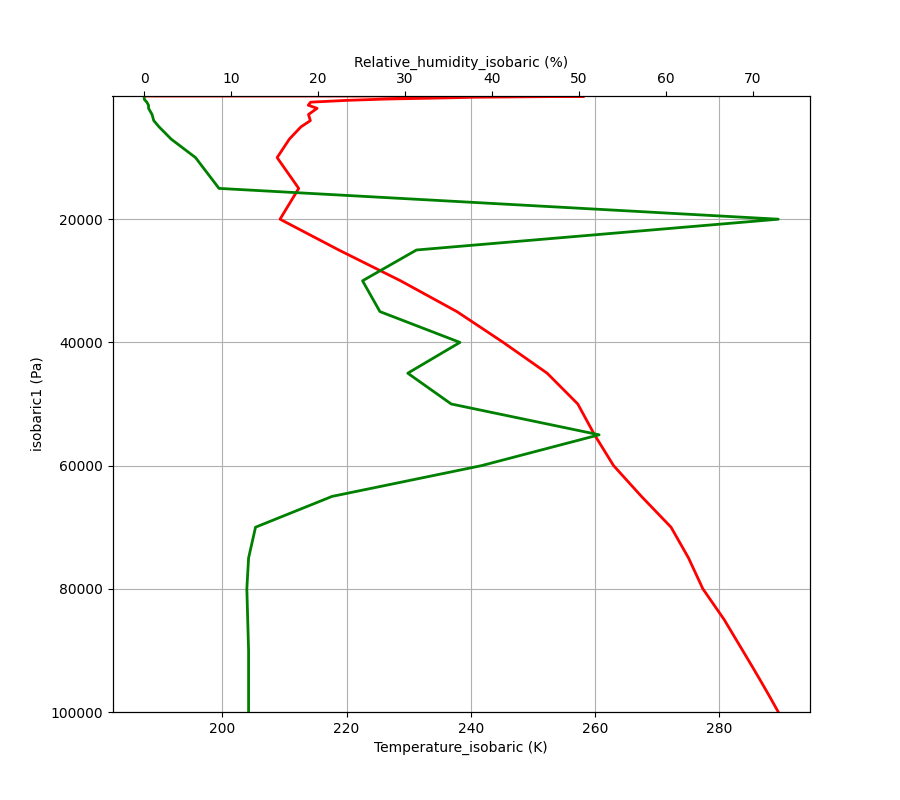 Relative_humidity_isobaric (%)
0 10 20 30 40 50 60 70
isobaric1 (Pa)
20000
40000
60000
80000
100000
200 220 240 260 280
Temperature_isobaric (K)